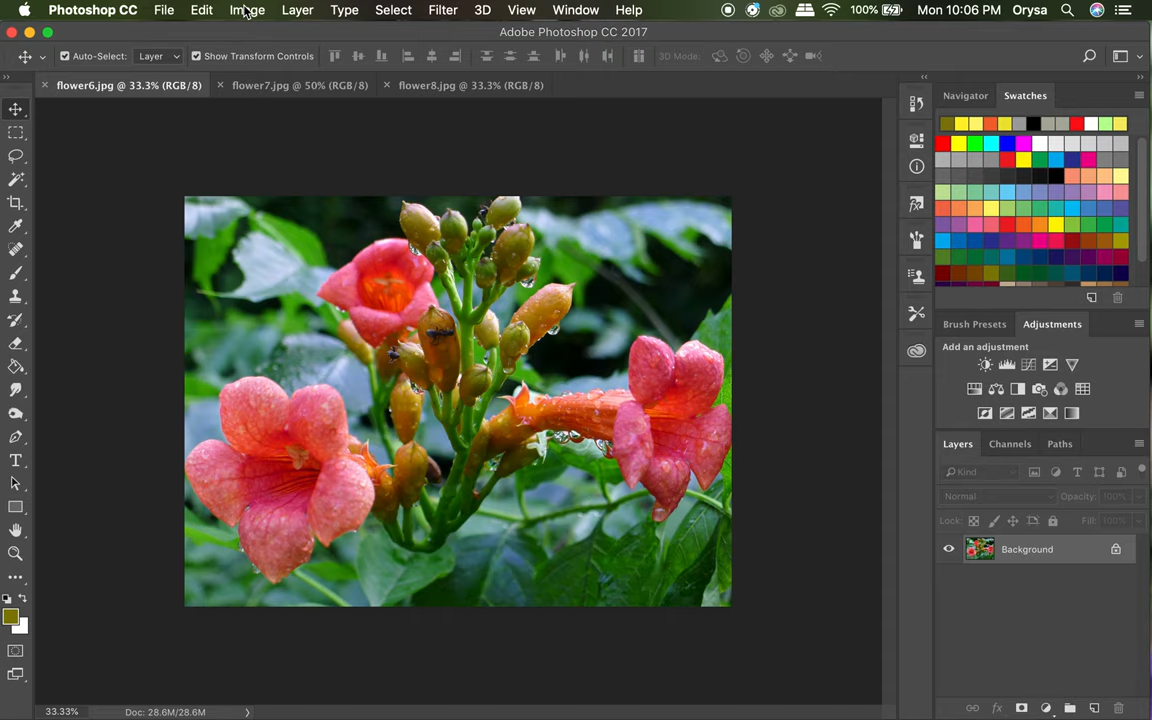 Photoshop CC File Edit Image Layer Type Select Filter 3D View Window Help 100% Mon 10:06 PM Orysa
Adobe Photoshop CC 2017
Auto-Select: Layer Show Transform Controls 3D Mode:
flower6.jpg @ 33.3% (RGB/8) flower7.jpg @ 50% (RGB/8) flower8.jpg @ 33.3% (RGB/8)
Navigator Swatches
Brush Presets Adjustments
Add an adjustment
Layers Channels Paths
Kind
Normal Opacity: 100%
Lock: Fill: 100%
Background
33.33% Doc: 28.6M/28.6M